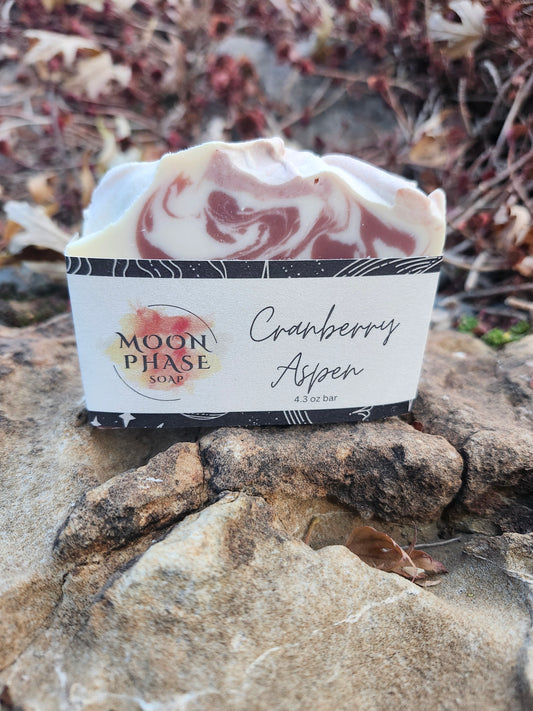 MOON
PHASE
SOAP
Cranberry
Aspen
4.3 oz bar